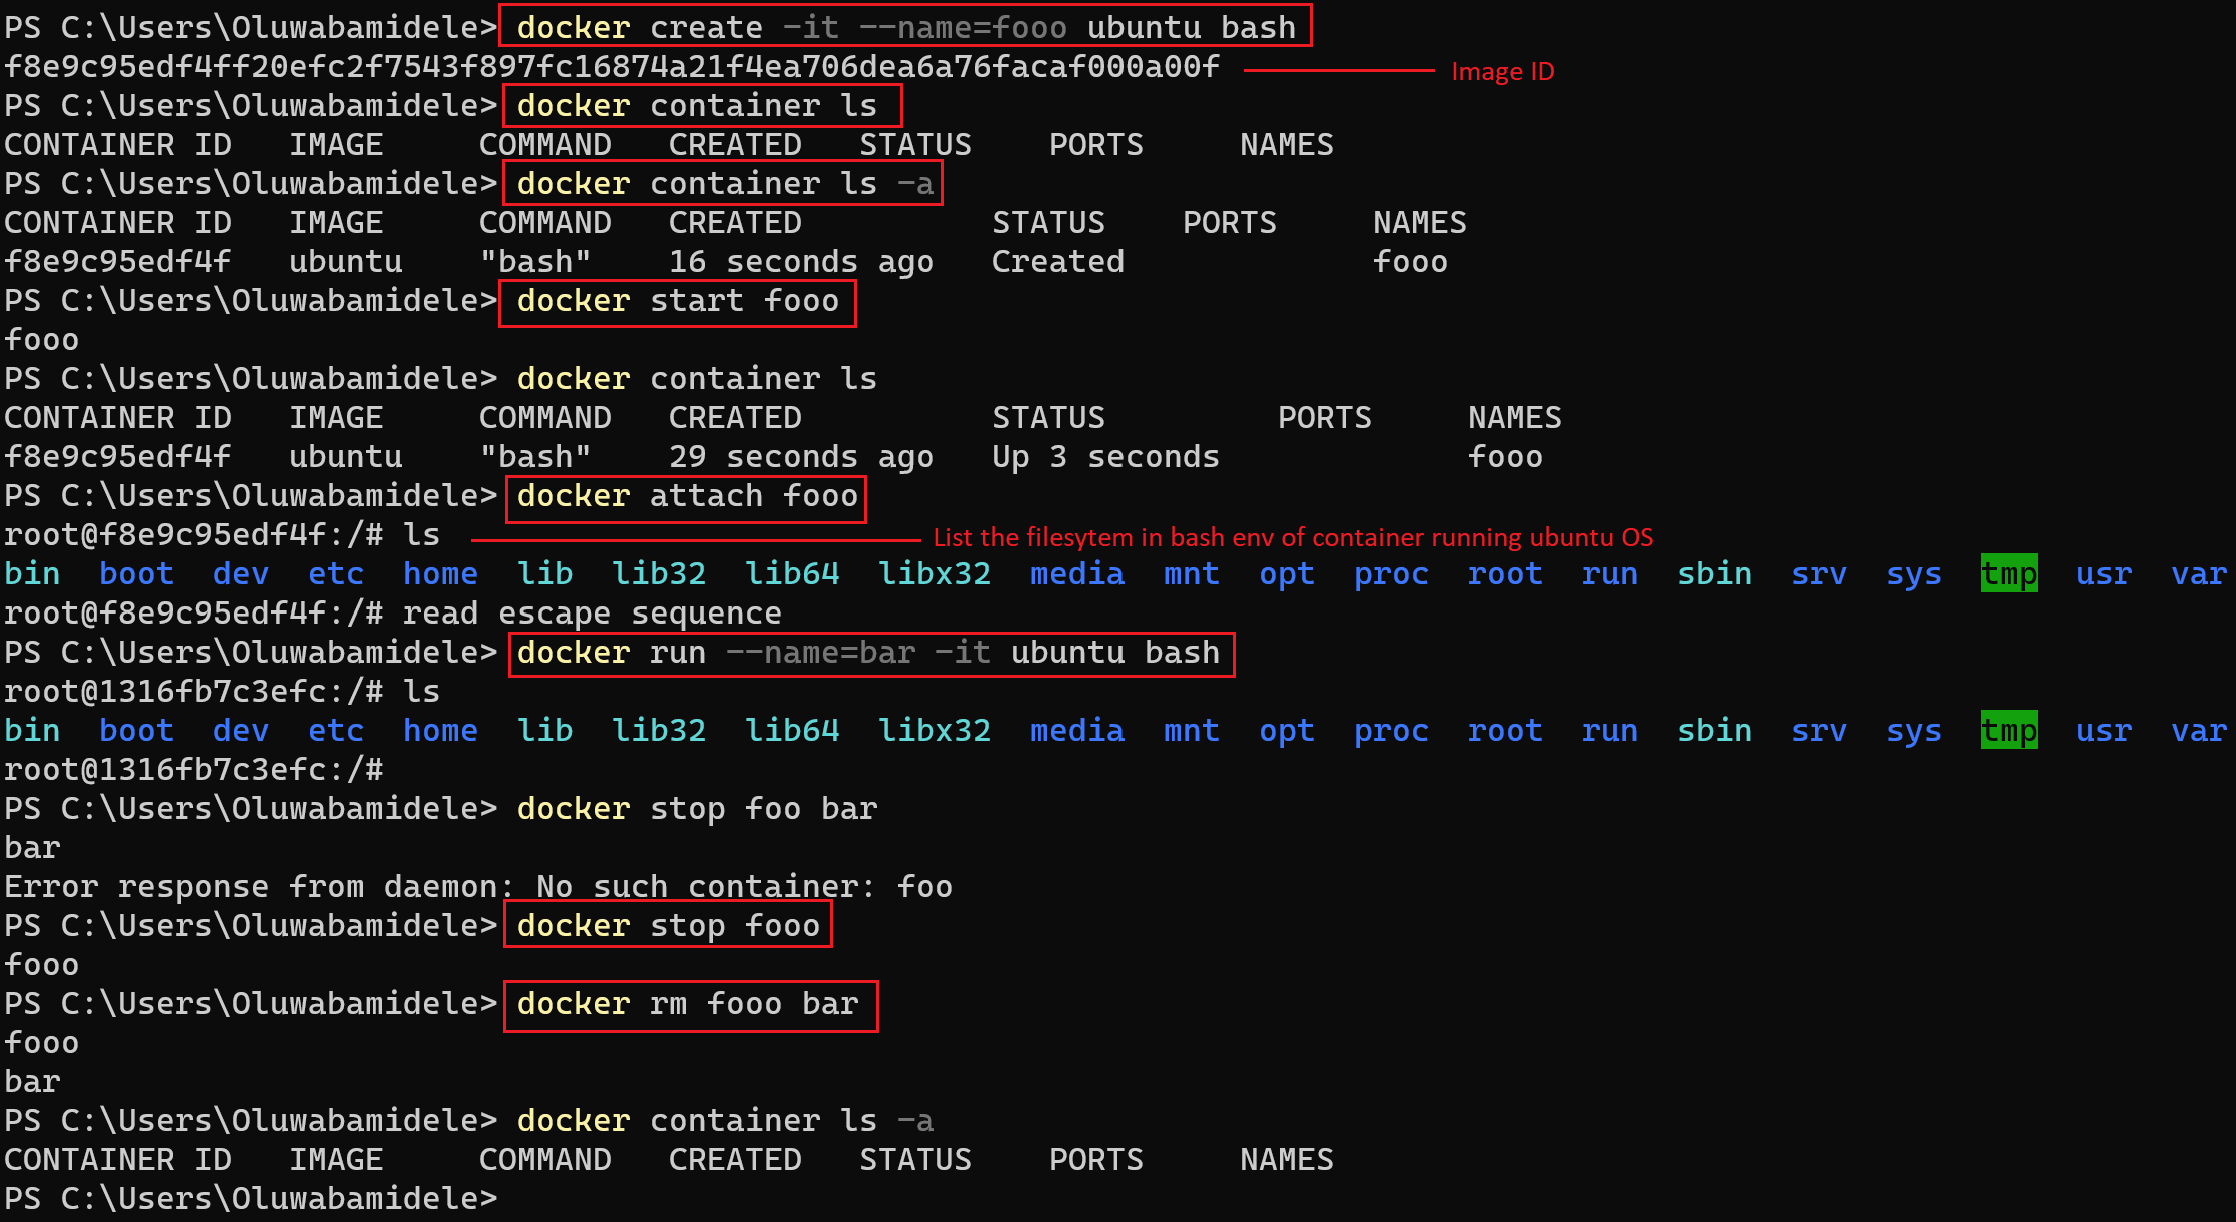 PS C:\Users\Oluwabamidele> docker create -it --name=fooo ubuntu bash
f8e9c95edf4ff20efc2f7543f897fc16874a21f4ea706dea6a76facaf000a00f Image ID
PS C:\Users\Oluwabamidele> docker container ls
CONTAINER ID   IMAGE     COMMAND   CREATED   STATUS    PORTS     NAMES
PS C:\Users\Oluwabamidele> docker container ls -a
CONTAINER ID   IMAGE     COMMAND   CREATED          STATUS    PORTS     NAMES
f8e9c95edf4f   ubuntu    "bash"    16 seconds ago   Created             fooo
PS C:\Users\Oluwabamidele> docker start fooo
fooo
PS C:\Users\Oluwabamidele> docker container ls
CONTAINER ID   IMAGE     COMMAND   CREATED          STATUS         PORTS     NAMES
f8e9c95edf4f   ubuntu    "bash"    29 seconds ago   Up 3 seconds             fooo
PS C:\Users\Oluwabamidele> docker attach fooo
root@f8e9c95edf4f:/# ls List the filesytem in bash env of container running ubuntu OS
bin  boot  dev  etc  home  lib  lib32  lib64  libx32  media  mnt  opt  proc  root  run  sbin  srv  sys  tmp  usr  var
root@f8e9c95edf4f:/# read escape sequence
PS C:\Users\Oluwabamidele> docker run --name=bar -it ubuntu bash
root@1316fb7c3efc:/# ls
bin  boot  dev  etc  home  lib  lib32  lib64  libx32  media  mnt  opt  proc  root  run  sbin  srv  sys  tmp  usr  var
root@1316fb7c3efc:/#
PS C:\Users\Oluwabamidele> docker stop foo bar
bar
Error response from daemon: No such container: foo
PS C:\Users\Oluwabamidele> docker stop fooo
fooo
PS C:\Users\Oluwabamidele> docker rm fooo bar
fooo
bar
PS C:\Users\Oluwabamidele> docker container ls -a
CONTAINER ID   IMAGE     COMMAND   CREATED   STATUS    PORTS     NAMES
PS C:\Users\Oluwabamidele>